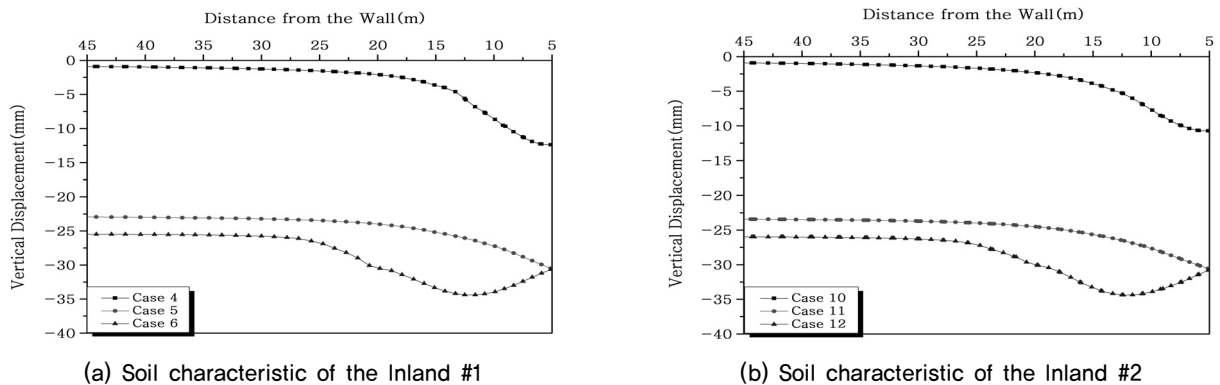 Distance from the Wall(m)
45 40 35 30 25 20 15 10 5
0
−5
−10
−15
−20
−25
−30
−35
−40
Vertical Displacement(mm)
Case 4
Case 5
Case 6
(a) Soil characteristic of the Inland #1
Distance from the Wall(m)
45 40 35 30 25 20 15 10 5
0
−5
−10
−15
−20
−25
−30
−35
−40
Vertical Displacement(mm)
Case 10
Case 11
Case 12
(b) Soil characteristic of the Inland #2